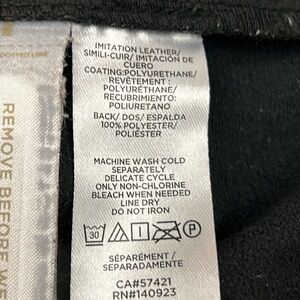 IMITATION LEATHER/
SIMILI-CUIR/ IMITACIÓN DE
CUERO
COATING:POLYURETHANE/
REVÊTEMENT :
POLYURÉTHANE/
RECUBRIMIENTO:
POLIURETANO
BACK/ DOS/ ESPALDA
100% POLYESTER/
POLIÉSTER
MACHINE WASH COLD
SEPARATELY
DELICATE CYCLE
ONLY NON-CHLORINE
BLEACH WHEN NEEDED
LINE DRY
DO NOT IRON
30 P
SÉPARÉMENT /
SEPARADAMENTE
CA#57421
RN#140923
REMOVE BEFORE